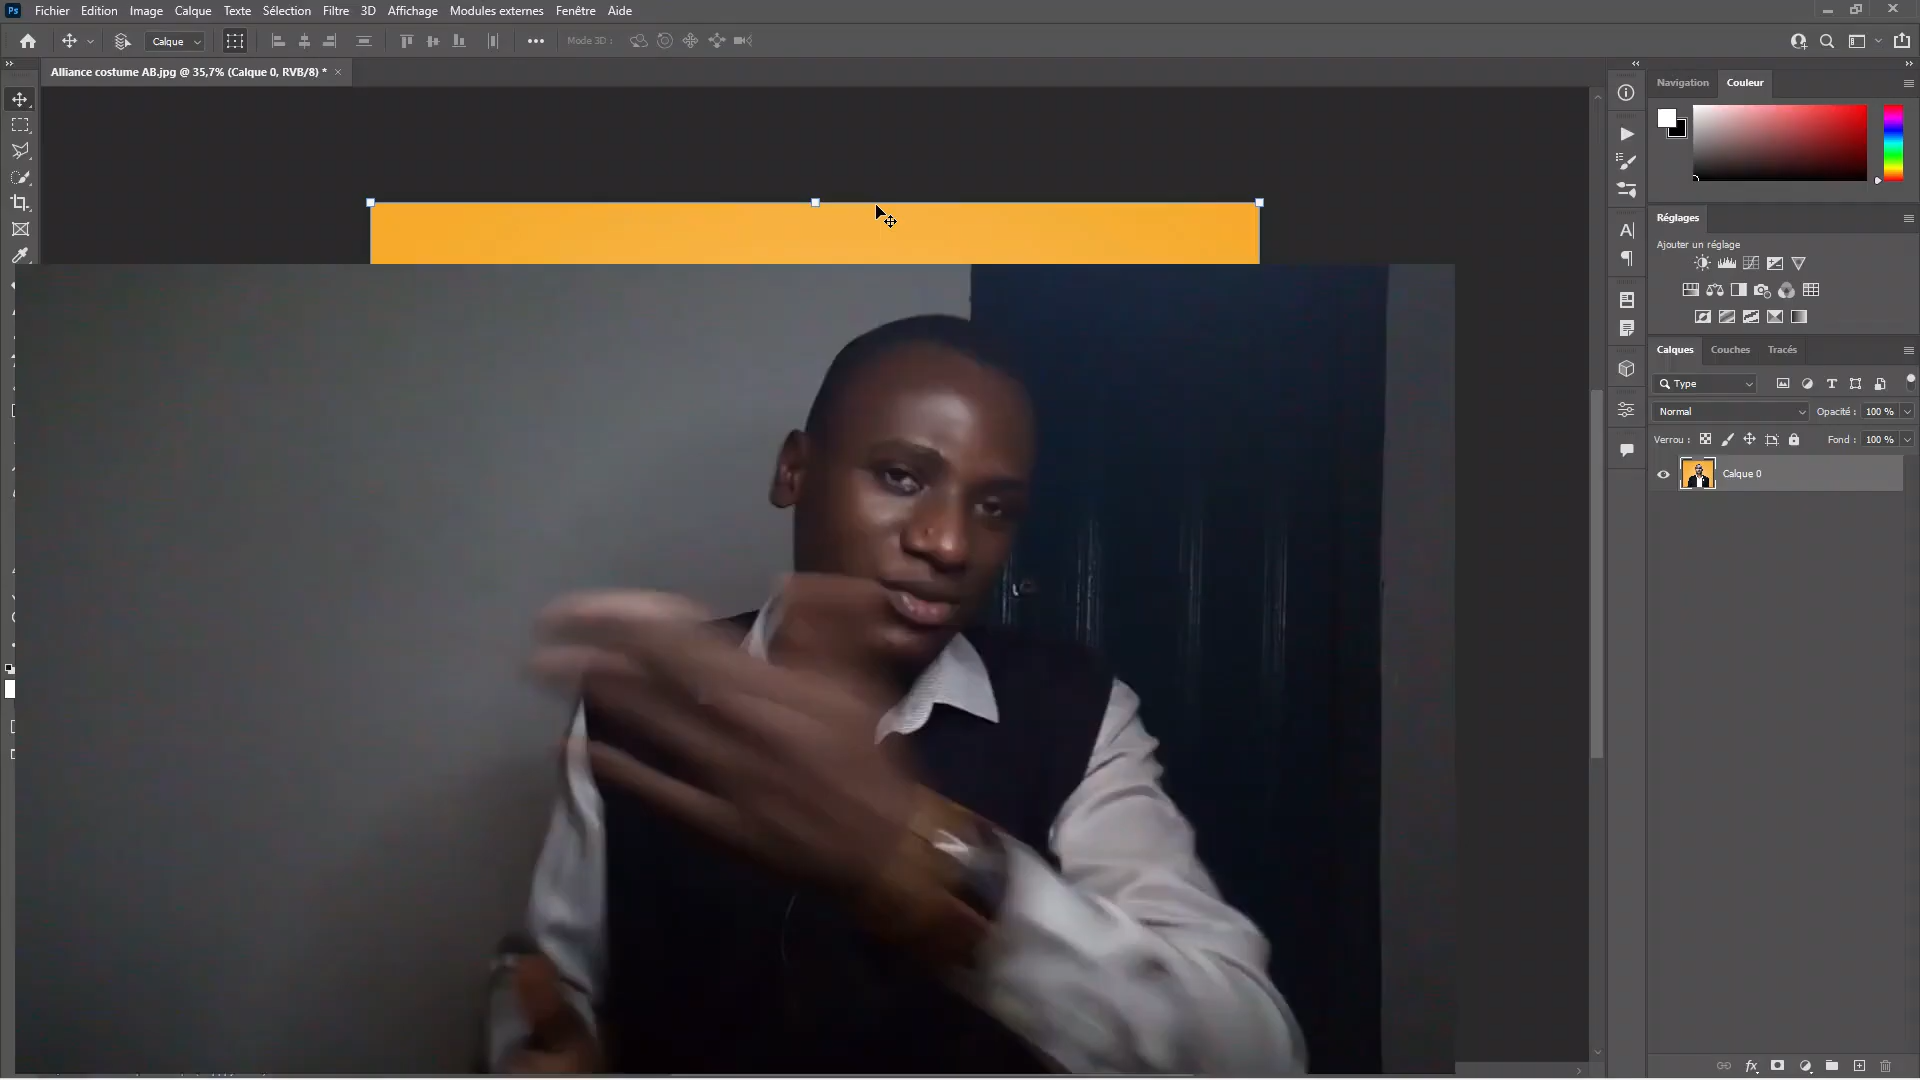 Ps Fichier Edition Image Calque Texte Sélection Filtre 3D Affichage Modules externes Fenêtre Aide
Calque Mode 3D :
Alliance costume AB.jpg @ 35,7% (Calque 0, RVB/8) * ×
Navigation Couleur
Réglages
Ajouter un réglage
Calques Couches Tracés
Type
Normal Opacité : 100 %
Verrou : Fond : 100 %
Calque 0
fx